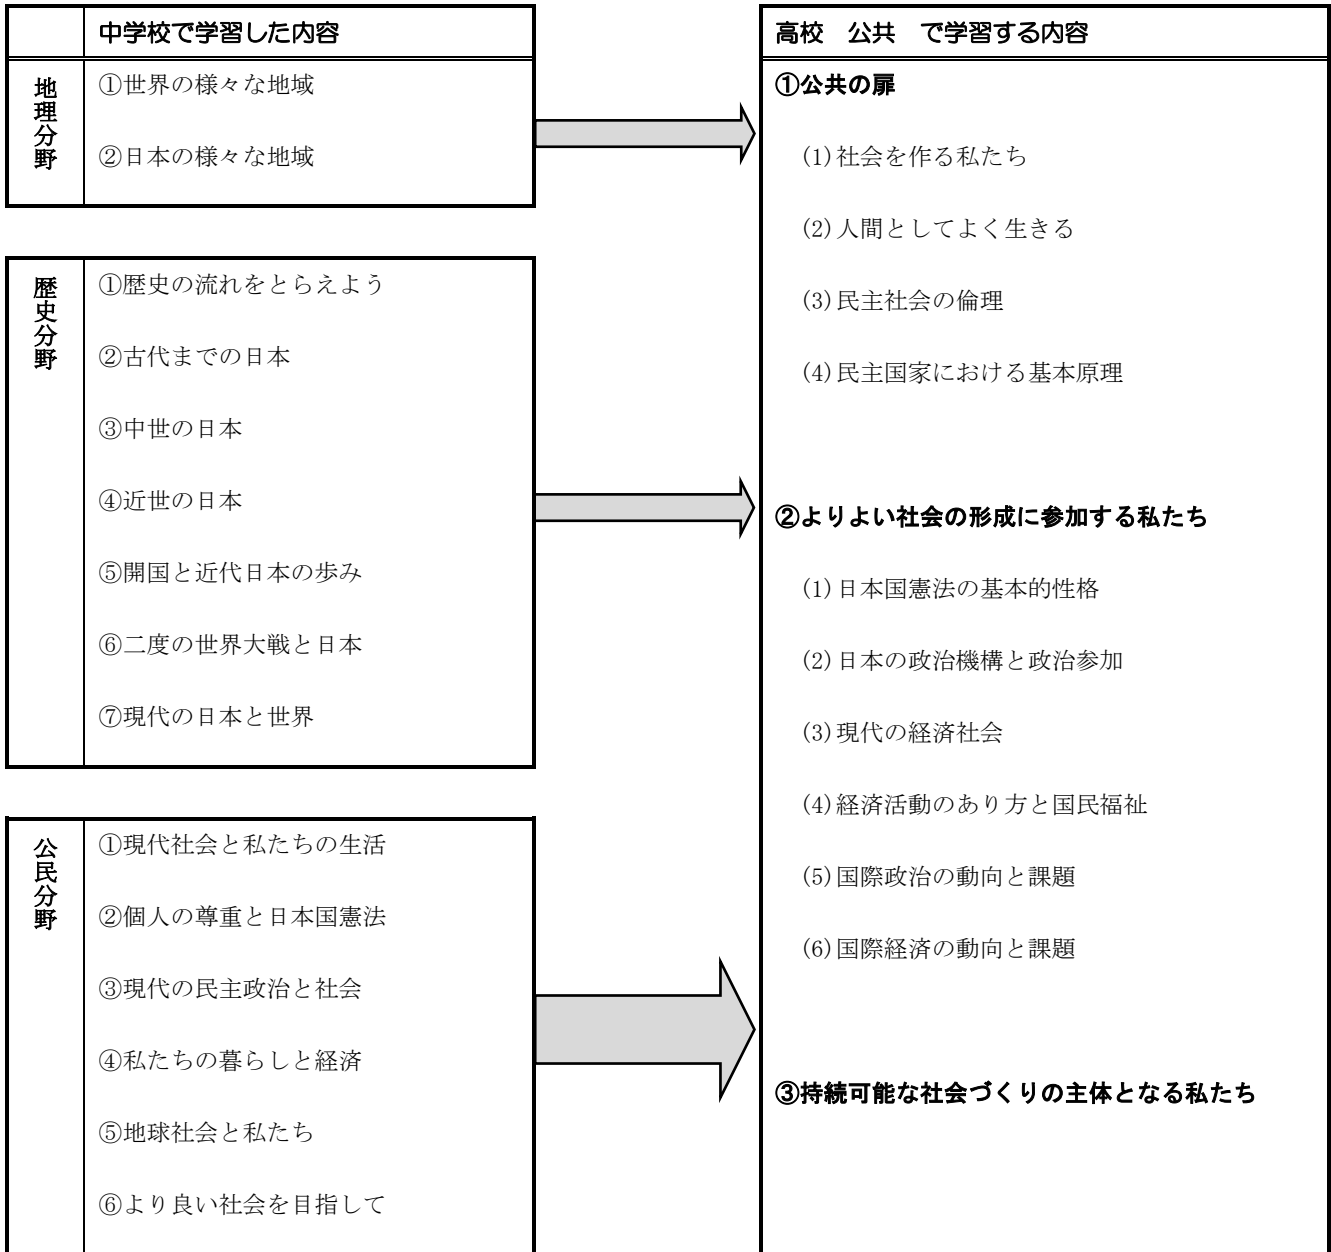 中学校で学習した内容
地理分野
①世界の様々な地域
②日本の様々な地域
歴史分野
①歴史の流れをとらえよう
②古代までの日本
③中世の日本
④近世の日本
⑤開国と近代日本の歩み
⑥二度の世界大戦と日本
⑦現代の日本と世界
公民分野
①現代社会と私たちの生活
②個人の尊重と日本国憲法
③現代の民主政治と社会
④私たちの暮らしと経済
⑤地球社会と私たち
⑥より良い社会を目指して
高校　公共　で学習する内容
①公共の扉
(1)社会を作る私たち
(2)人間としてよく生きる
(3)民主社会の倫理
(4)民主国家における基本原理
②よりよい社会の形成に参加する私たち
(1)日本国憲法の基本的性格
(2)日本の政治機構と政治参加
(3)現代の経済社会
(4)経済活動のあり方と国民福祉
(5)国際政治の動向と課題
(6)国際経済の動向と課題
③持続可能な社会づくりの主体となる私たち